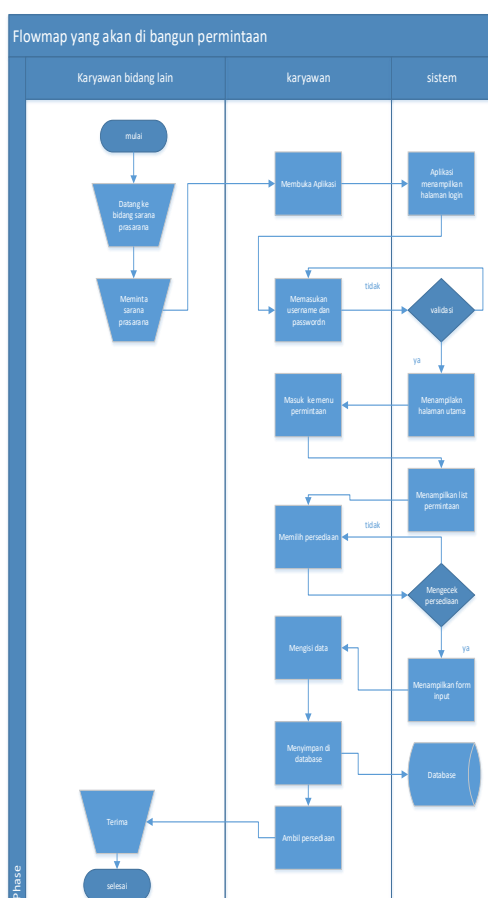 Flowmap yang akan di bangun permintaan
Karyawan bidang lain
karyawan
sistem
mulai
Datang ke
bidang sarana
prasarana
Membuka Aplikasi
Aplikasi
menampilkan
halaman login
Meminta
sarana
prasarana
Memasukan
username dan
passwordn
tidak
validasi
ya
Masuk ke menu
permintaan
Menampilakn
halaman utama
Menampilkan list
permintaan
Memilih persediaan
tidak
Mengecek
persediaan
ya
Mengisi data
Menampilkan form
input
Menyimpan di
database
Database
Terima
Ambil persediaan
selesai
Phase